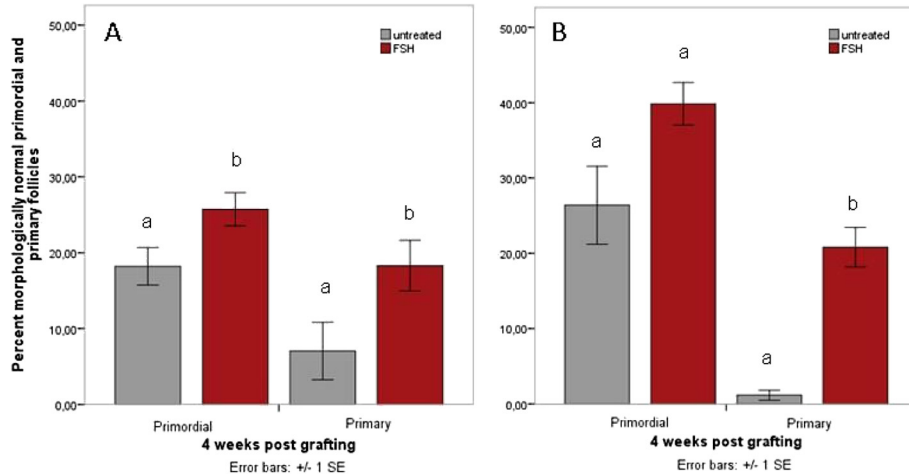 Percent morphologically normal primordial and
primary follicles
A
untreated
FSH
50,00
40,00
30,00
20,00
10,00
0,00
a
b
a
b
Primordial
Primary
4 weeks post grafting
Error bars: +/- 1 SE
B
untreated
FSH
50,00
40,00
30,00
20,00
10,00
0,00
a
a
a
b
Primordial
Primary
4 weeks post grafting
Error bars: +/- 1 SE